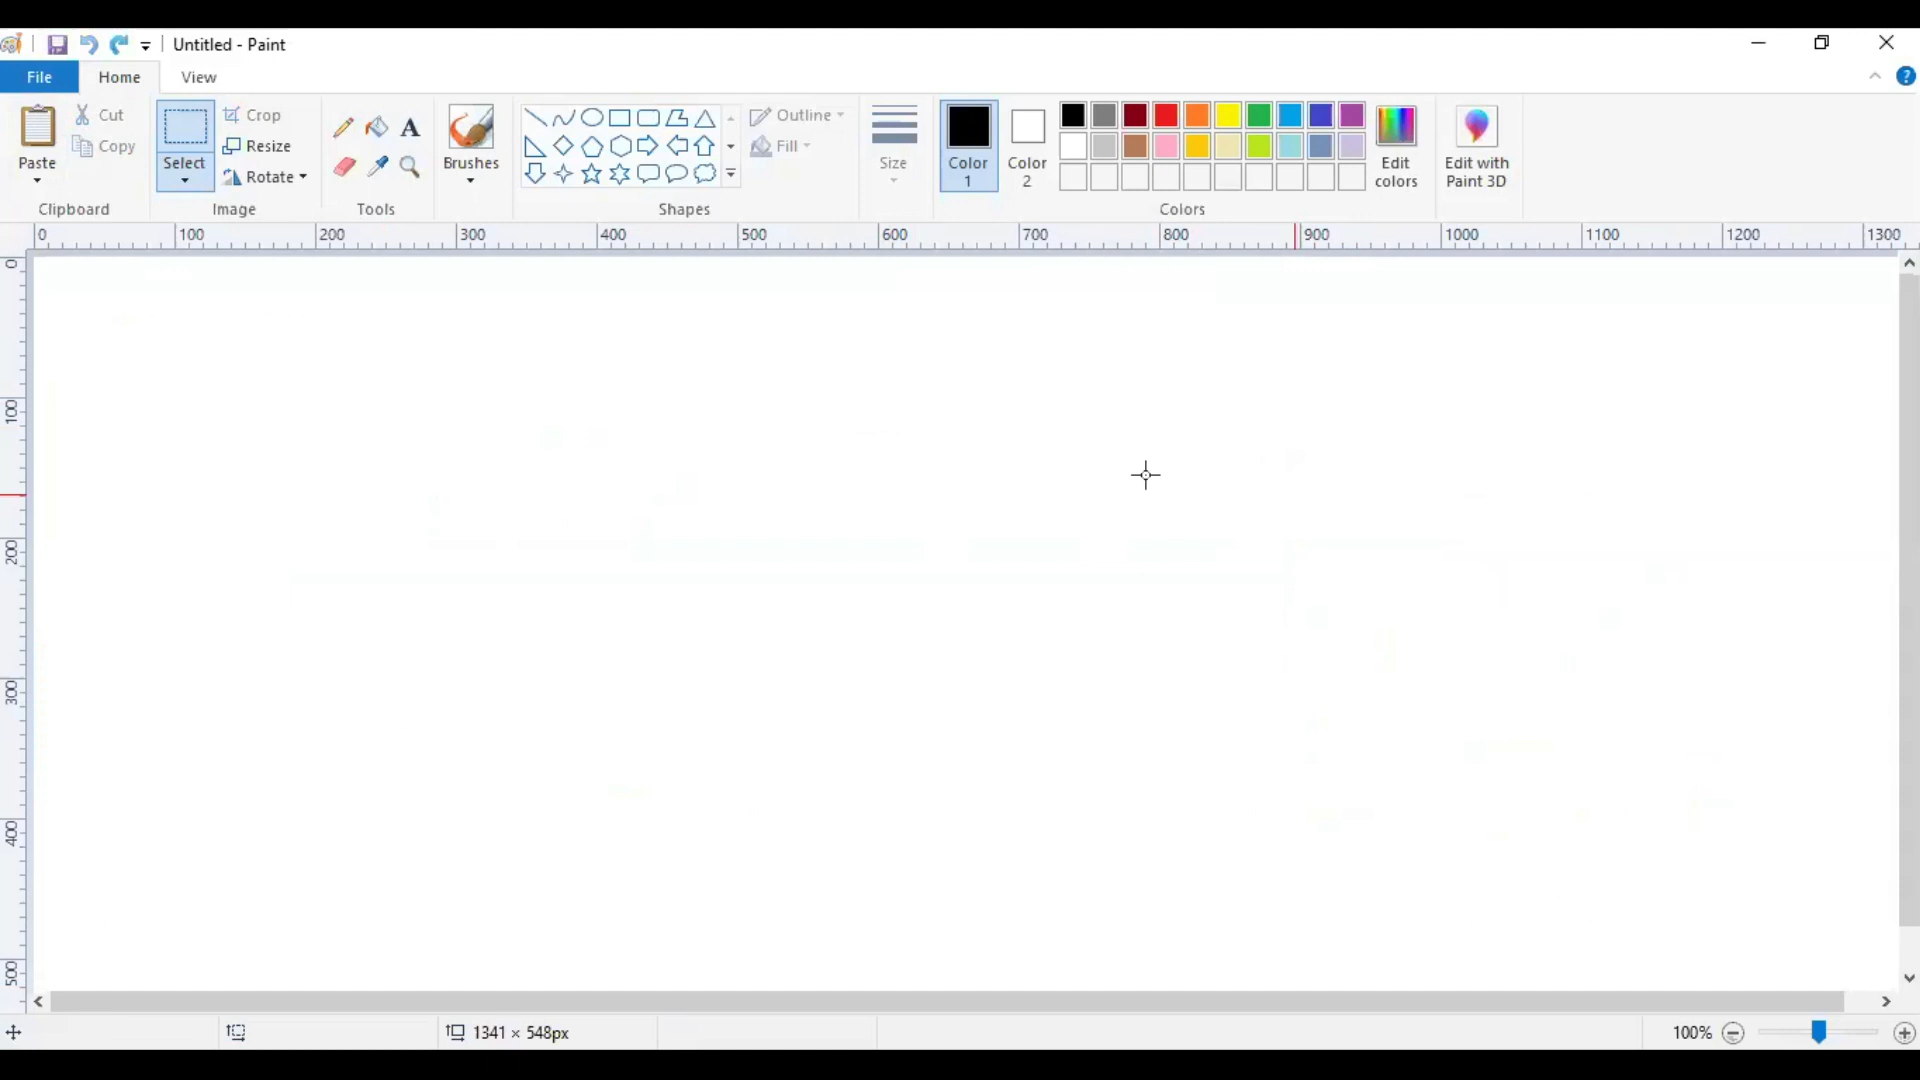 Untitled - Paint
File Home View
Paste
Cut
Copy
Clipboard
Select
Crop
Resize
Rotate
Image
A
Tools
Brushes
Shapes
Outline
Fill
Size
Color 1
Color 2
Colors
Edit colors
Edit with Paint 3D
?
0 100 200 300 400 500 600 700 800 900 1000 1100 1200 1300
0
100
200
300
400
500
1341 × 548px
100%